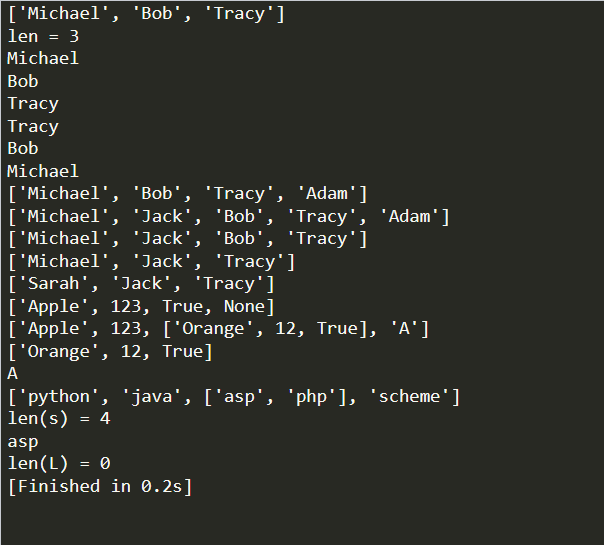 ['Michael', 'Bob', 'Tracy']
len = 3
Michael
Bob
Tracy
Tracy
Bob
Michael
['Michael', 'Bob', 'Tracy', 'Adam']
['Michael', 'Jack', 'Bob', 'Tracy', 'Adam']
['Michael', 'Jack', 'Bob', 'Tracy']
['Michael', 'Jack', 'Tracy']
['Sarah', 'Jack', 'Tracy']
['Apple', 123, True, None]
['Apple', 123, ['Orange', 12, True], 'A']
['Orange', 12, True]
A
['python', 'java', ['asp', 'php'], 'scheme']
len(s) = 4
asp
len(L) = 0
[Finished in 0.2s]